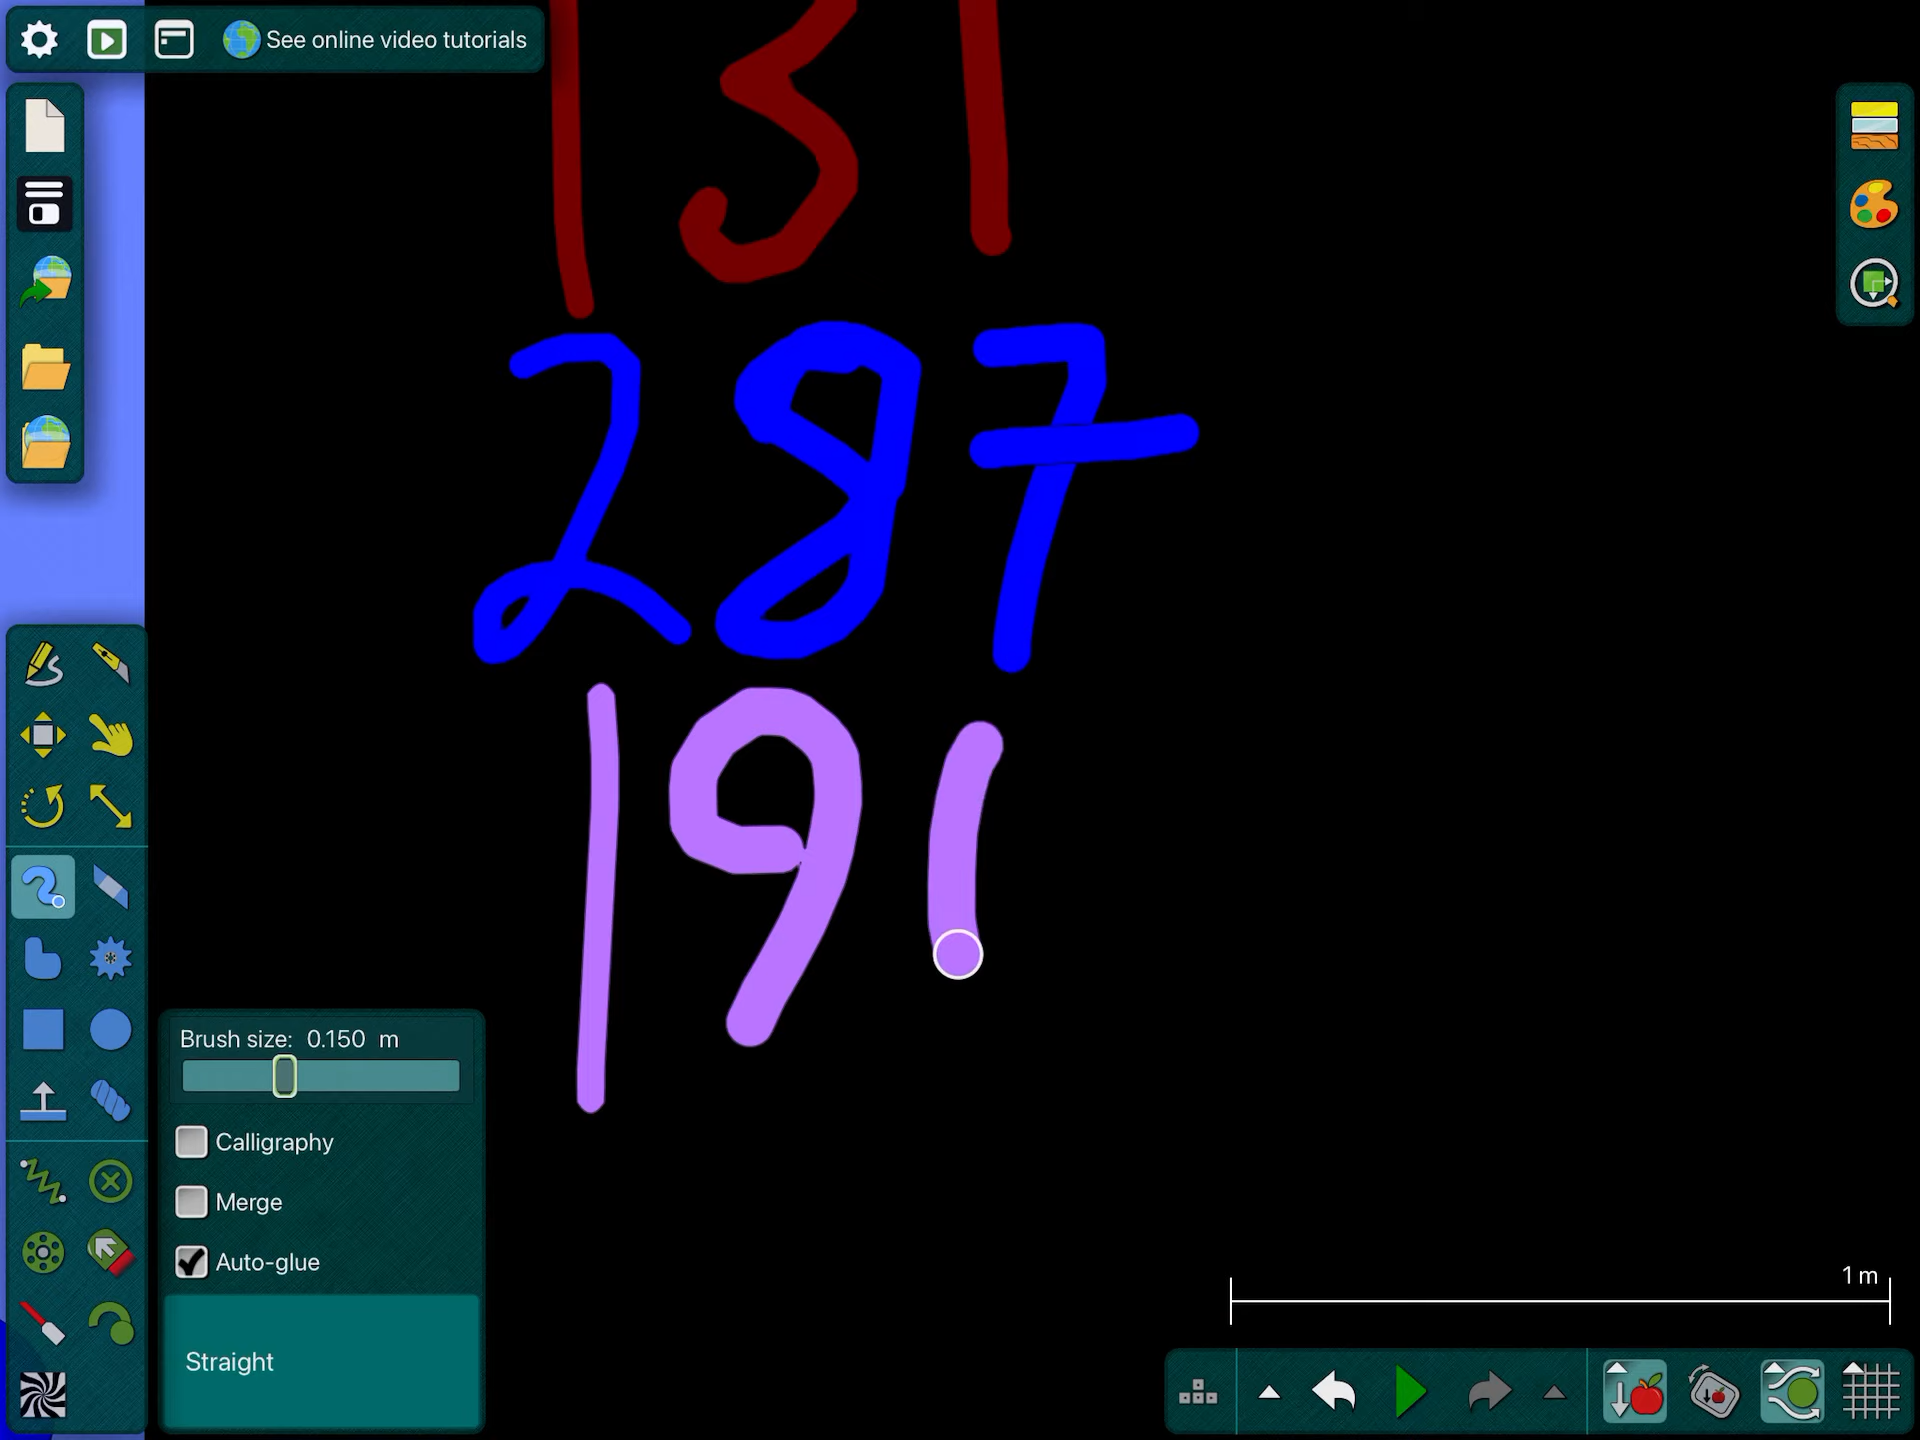 See online video tutorials
131
287
191
Brush size: 0.150 m
Calligraphy
Merge
Auto-glue
Straight
1 m